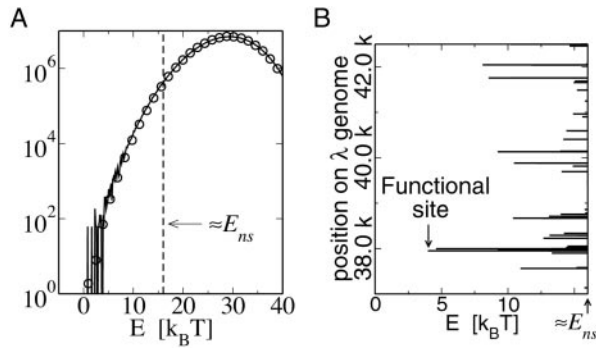 A
10^6
10^4
10^2
10^0
≈E_ns
0 10 20 30 40
E [k_BT]
B
position on λ genome
42.0 k
40.0 k
38.0 k
Functional
site
0 5 10
E [k_BT]
≈E_ns